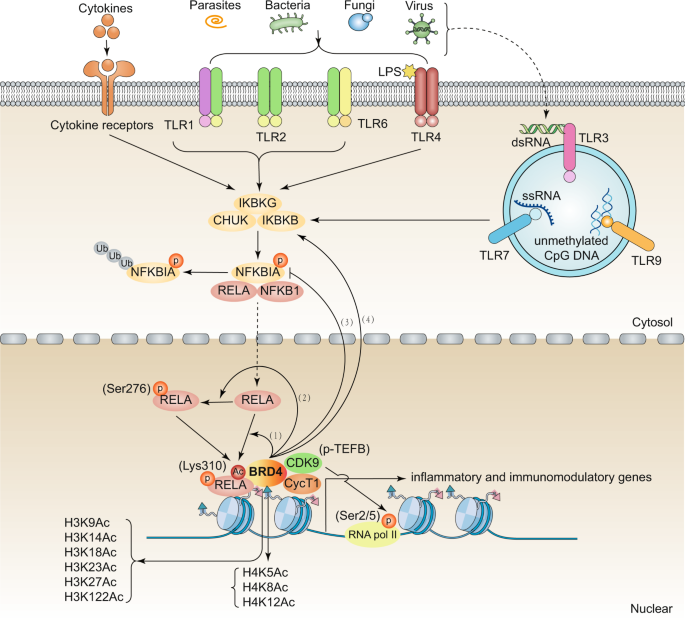 Cytokines
Parasites
Bacteria
Fungi
Virus
LPS
Cytokine receptors
TLR1
TLR2
TLR6
TLR4
dsRNA
TLR3
IKBKG
CHUK
IKBKB
ssRNA
unmethylated
CpG DNA
TLR7
TLR9
Ub
Ub
Ub
p
NFKBIA
p
NFKBIA
RELA
NFKB1
(3)
(4)
Cytosol
(Ser276)
p
RELA
RELA
(2)
(1)
(p-TEFB)
(Lys310)
Ac
BRD4
CDK9
p
RELA
CycT1
inflammatory and immunomodulatory genes
(Ser2/5)
p
RNA pol II
H3K9Ac
H3K14Ac
H3K18Ac
H3K23Ac
H3K27Ac
H3K122Ac
H4K5Ac
H4K8Ac
H4K12Ac
Nuclear